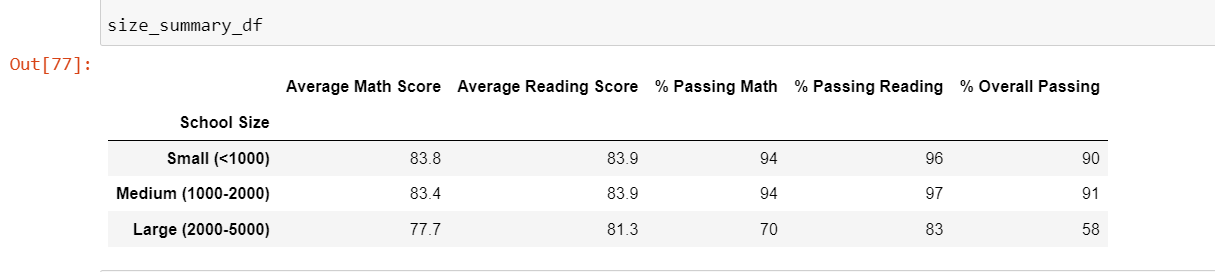 size_summary_df
Out[77]:
Average Math Score Average Reading Score % Passing Math % Passing Reading % Overall Passing
School Size
Small (<1000) 83.8 83.9 94 96 90
Medium (1000-2000) 83.4 83.9 94 97 91
Large (2000-5000) 77.7 81.3 70 83 58